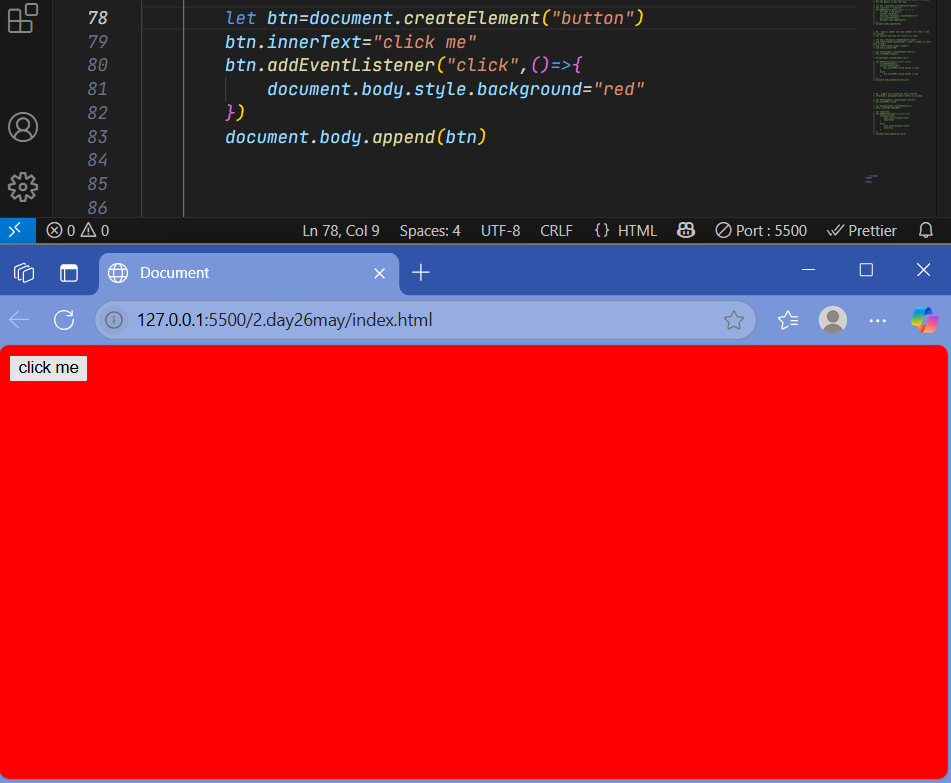 78 let btn=document.createElement("button")
79 btn.innerText="click me"
80 btn.addEventListener("click",()=>{
81 document.body.style.background="red"
82 })
83 document.body.append(btn)
84
85
86
0 0 Ln 78, Col 9 Spaces: 4 UTF-8 CRLF {} HTML Port : 5500 Prettier
Document
127.0.0.1:5500/2.day26may/index.html
click me